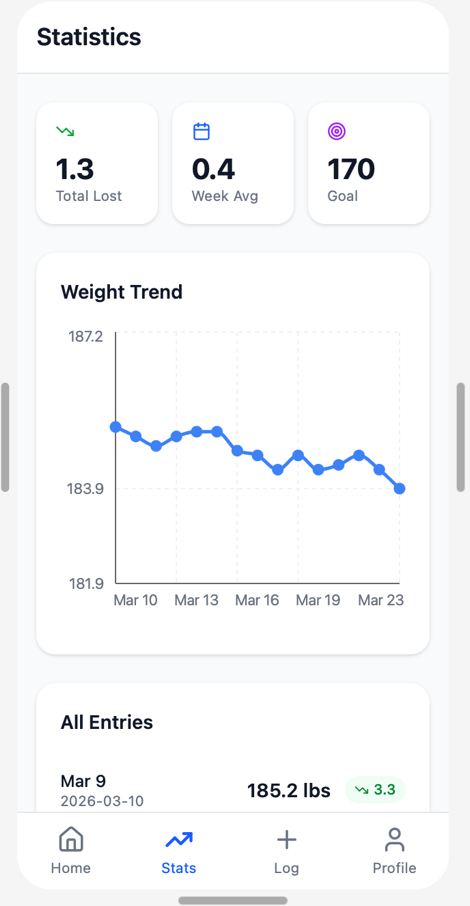 Statistics
1.3
Total Lost
0.4
Week Avg
170
Goal
Weight Trend
187.2
183.9
181.9
Mar 10 Mar 13 Mar 16 Mar 19 Mar 23
All Entries
Mar 9
2026-03-10
185.2 lbs
3.3
Home
Stats
Log
Profile